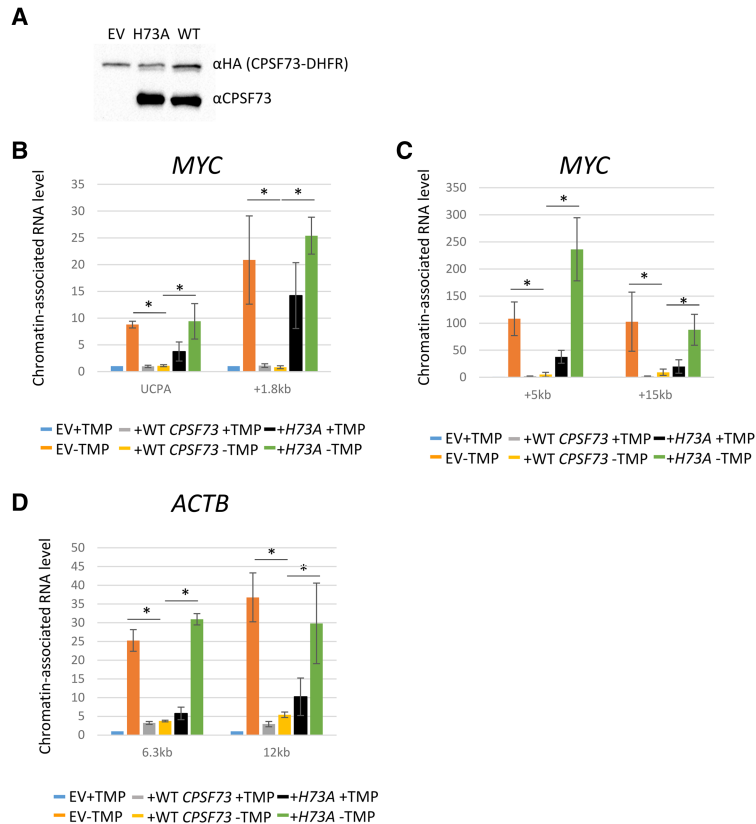 A
EV H73A WT
αHA (CPSF73-DHFR)
αCPSF73
B
MYC
Chromatin-associated RNA level
35
30
25
20
15
10
5
0
* * * *
UCPA +1.8kb
EV+TMP +WT CPSF73 +TMP +H73A +TMP
EV-TMP +WT CPSF73 -TMP +H73A -TMP
C
MYC
Chromatin-associated RNA level
350
300
250
200
150
100
50
0
* * * *
+5kb +15kb
EV+TMP +WT CPSF73 +TMP +H73A +TMP
EV-TMP +WT CPSF73 -TMP +H73A -TMP
D
ACTB
Chromatin-associated RNA level
50
45
40
35
30
25
20
15
10
5
0
* * * *
6.3kb 12kb
EV+TMP +WT CPSF73 +TMP +H73A +TMP
EV-TMP +WT CPSF73 -TMP +H73A -TMP